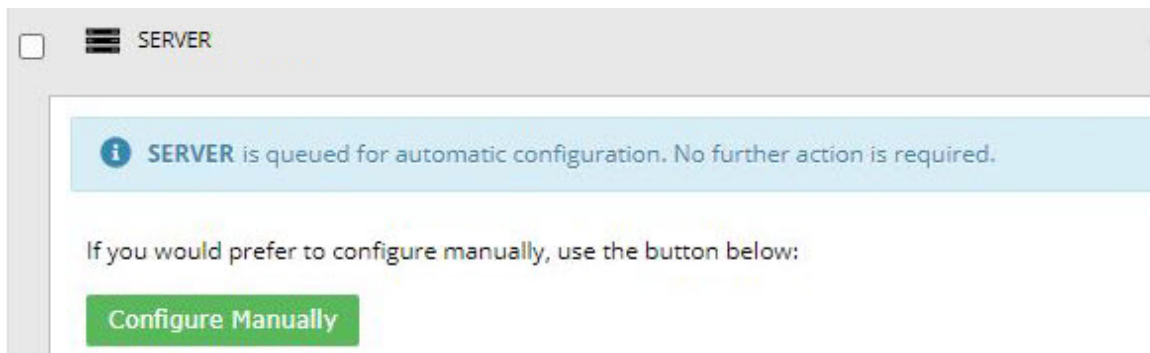 SERVER
SERVER is queued for automatic configuration. No further action is required.
If you would prefer to configure manually, use the button below:
Configure Manually